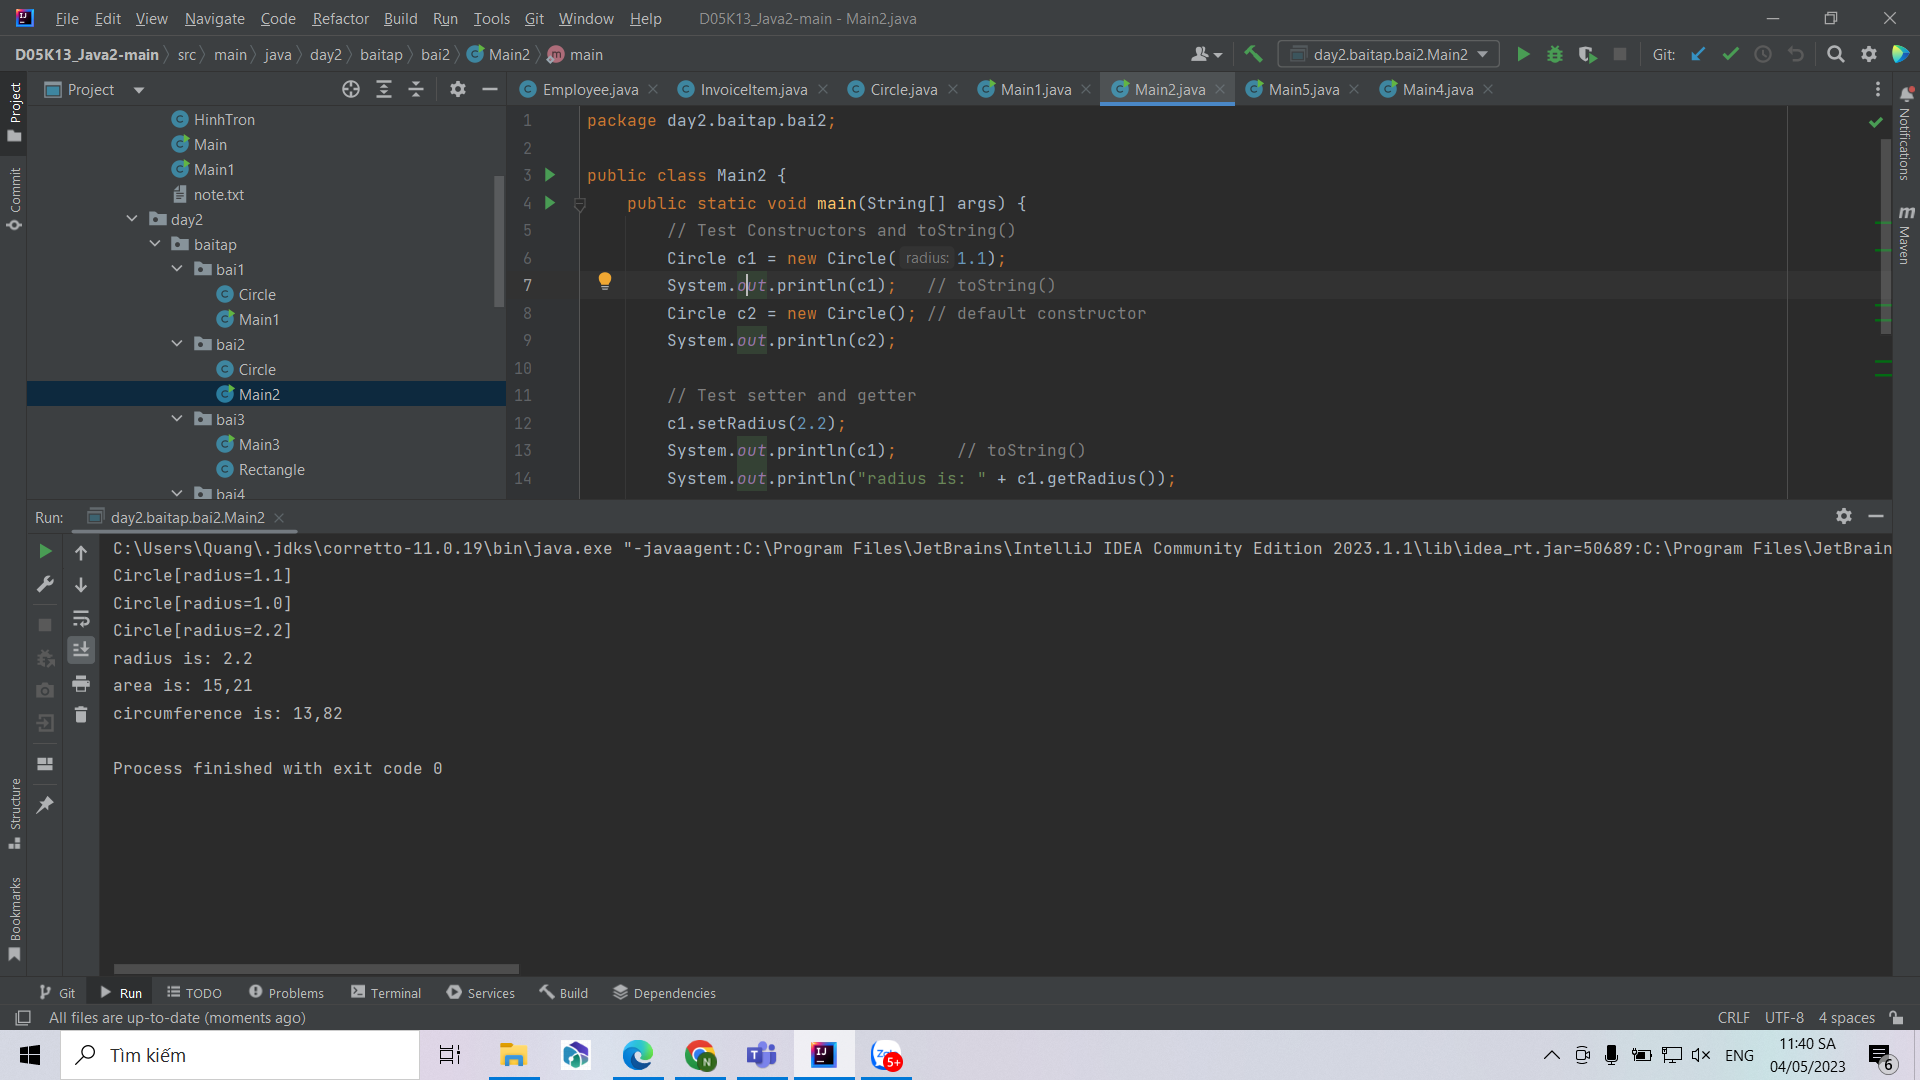 File Edit View Navigate Code Refactor Build Run Tools Git Window Help D05K13_Java2-main - Main2.java
D05K13_Java2-main src main java day2 baitap bai2 Main2 main
day2.baitap.bai2.Main2 Git:
Project
Employee.java InvoiceItem.java Circle.java Main1.java Main2.java Main5.java Main4.java
Project
Commit
Structure
Bookmarks
Notifications
Maven
HinhTron
Main
Main1
note.txt
day2
baitap
bai1
Circle
Main1
bai2
Circle
Main2
bai3
Main3
Rectangle
bai4
1 package day2.baitap.bai2;
2
3 public class Main2 {
4 public static void main(String[] args) {
5 // Test Constructors and toString()
6 Circle c1 = new Circle( radius: 1.1);
7 System.out.println(c1); // toString()
8 Circle c2 = new Circle(); // default constructor
9 System.out.println(c2);
10
11 // Test setter and getter
12 c1.setRadius(2.2);
13 System.out.println(c1); // toString()
14 System.out.println("radius is: " + c1.getRadius());
Run: day2.baitap.bai2.Main2
C:\Users\Quang\.jdks\corretto-11.0.19\bin\java.exe "-javaagent:C:\Program Files\JetBrains\IntelliJ IDEA Community Edition 2023.1.1\lib\idea_rt.jar=50689:C:\Program Files\JetBrain
Circle[radius=1.1]
Circle[radius=1.0]
Circle[radius=2.2]
radius is: 2.2
area is: 15,21
circumference is: 13,82
Process finished with exit code 0
Git Run TODO Problems Terminal Services Build Dependencies
All files are up-to-date (moments ago) CRLF UTF-8 4 spaces
Tìm kiếm
5+
ENG
11:40 SA
04/05/2023
6